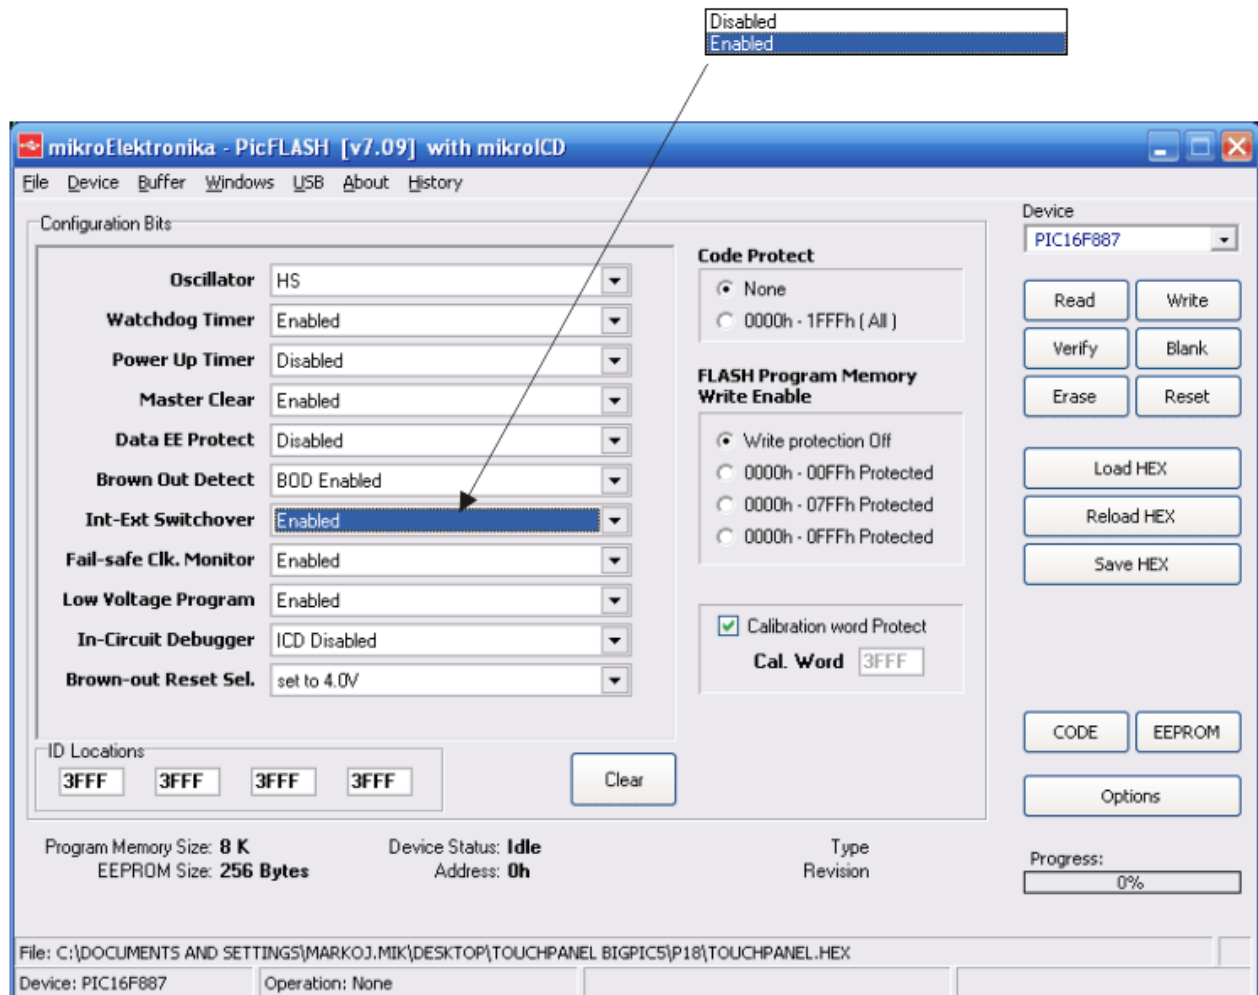 Disabled
Enabled
mikroElektronika - PicFLASH [v7.09] with mikroICD
File Device Buffer Windows USB About History
Configuration Bits
Oscillator HS
Watchdog Timer Enabled
Power Up Timer Disabled
Master Clear Enabled
Data EE Protect Disabled
Brown Out Detect BOD Enabled
Int-Ext Switchover Enabled
Fail-safe Clk. Monitor Enabled
Low Voltage Program Enabled
In-Circuit Debugger ICD Disabled
Brown-out Reset Sel. set to 4.0V
ID Locations
3FFF 3FFF 3FFF 3FFF
Clear
Code Protect
None
0000h - 1FFFh ( All )
FLASH Program Memory
Write Enable
Write protection Off
0000h - 00FFh Protected
0000h - 07FFh Protected
0000h - 0FFFh Protected
Calibration word Protect
Cal. Word 3FFF
Device
PIC16F887
Read Write
Verify Blank
Erase Reset
Load HEX
Reload HEX
Save HEX
CODE EEPROM
Options
Program Memory Size: 8 K Device Status: Idle Type
EEPROM Size: 256 Bytes Address: 0h Revision
Progress:
0%
File: C:\DOCUMENTS AND SETTINGS\MARKOJ.MIK\DESKTOP\TOUCHPANEL BIGPIC5\P18\TOUCHPANEL.HEX
Device: PIC16F887 Operation: None